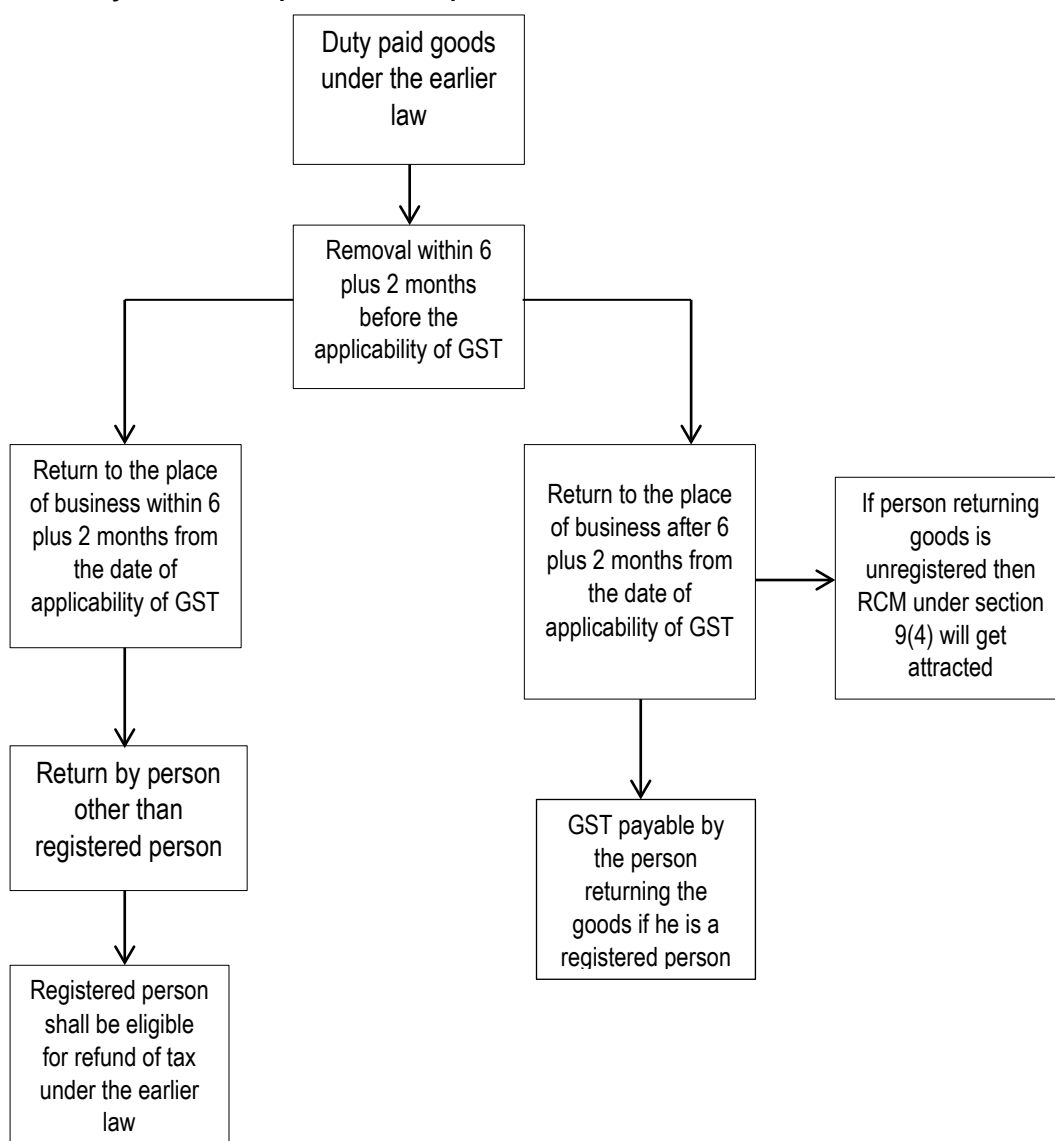 Duty paid goods
under the earlier
law
Removal within 6
plus 2 months
before the
applicability of GST
Return to the place
of business within 6
plus 2 months from
the date of
applicability of GST
Return to the place
of business after 6
plus 2 months from
the date of
applicability of GST
If person returning
goods is
unregistered then
RCM under section
9(4) will get
attracted
Return by person
other than
registered person
GST payable by
the person
returning the
goods if he is a
registered person
Registered person
shall be eligible
for refund of tax
under the earlier
law